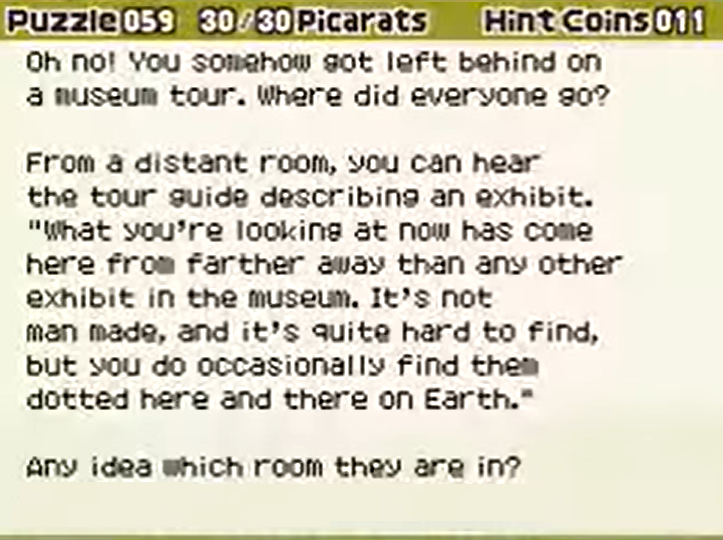 Puzzle 059 30/30 Picarats Hint Coins 011
Oh no! You somehow got left behind on
a museum tour. Where did everyone go?
From a distant room, you can hear
the tour guide describing an exhibit.
"What you're looking at now has come
here from farther away than any other
exhibit in the museum. It's not
man made, and it's quite hard to find,
but you do occasionally find them
dotted here and there on Earth."
Any idea which room they are in?